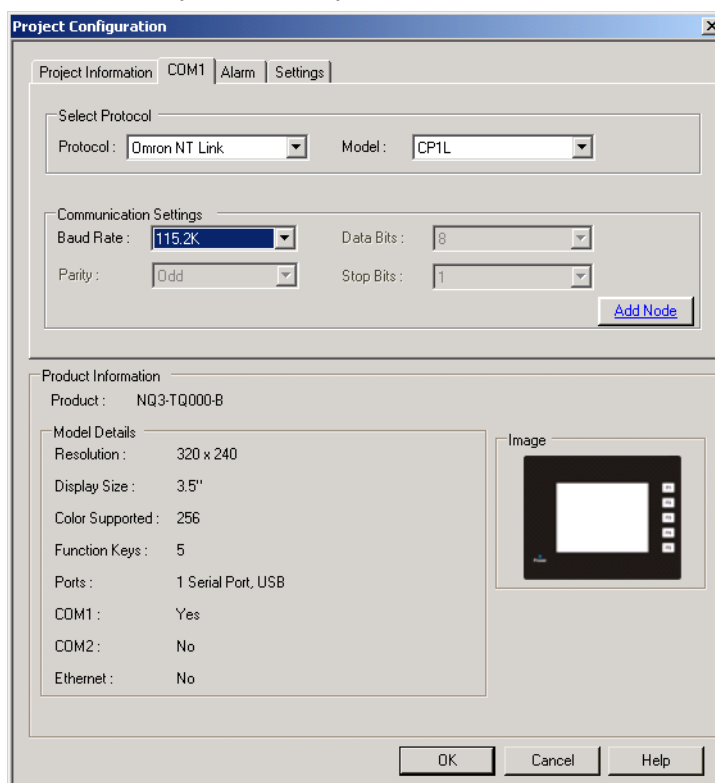 Project Configuration
Project Information COM1 Alarm Settings
Select Protocol
Protocol : Omron NT Link Model : CP1L
Communication Settings
Baud Rate : 115.2K Data Bits : 8
Parity : Odd Stop Bits : 1
Add Node
Product Information
Product : NQ3-TQ000-B
Model Details
Image
Resolution : 320 x 240
Display Size : 3.5''
Color Supported : 256
Function Keys : 5
Ports : 1 Serial Port, USB
COM1 : Yes
COM2 : No
Ethernet : No
OK Cancel Help